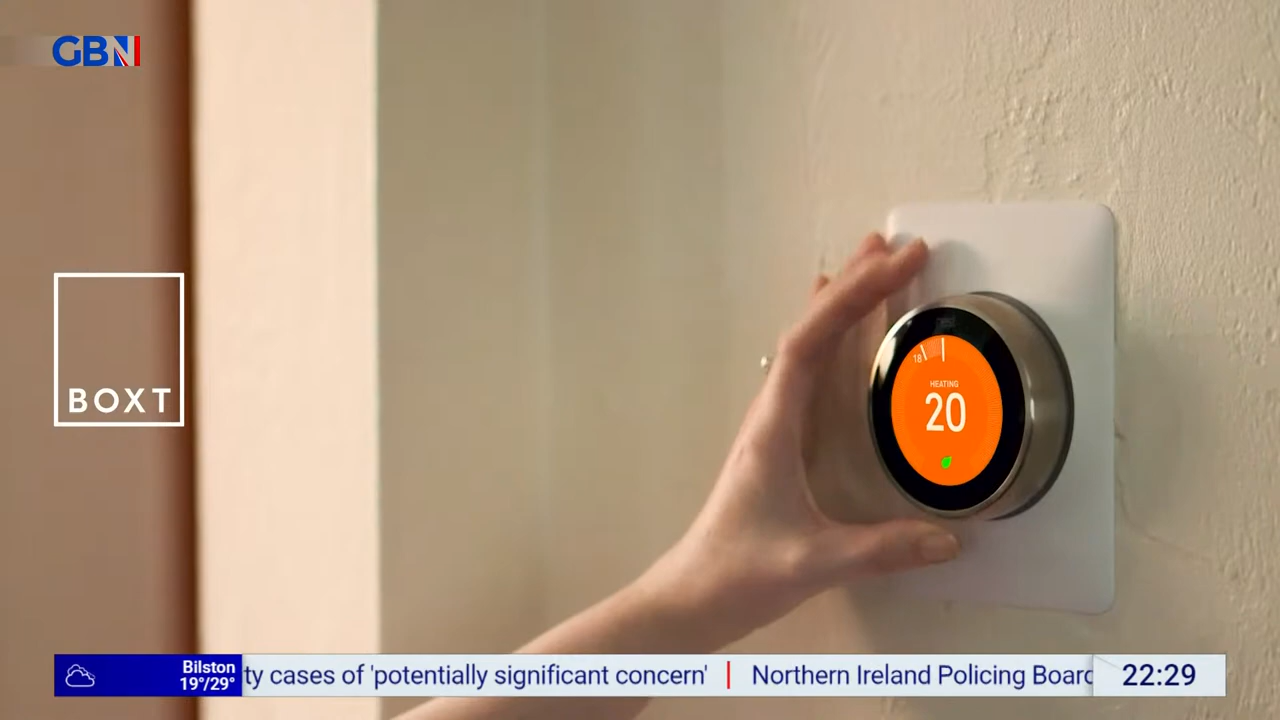 GBN
18
HEATING
20
BOXT
Bilston
19°/29°
ty cases of 'potentially significant concern' | Northern Ireland Policing Board
22:29